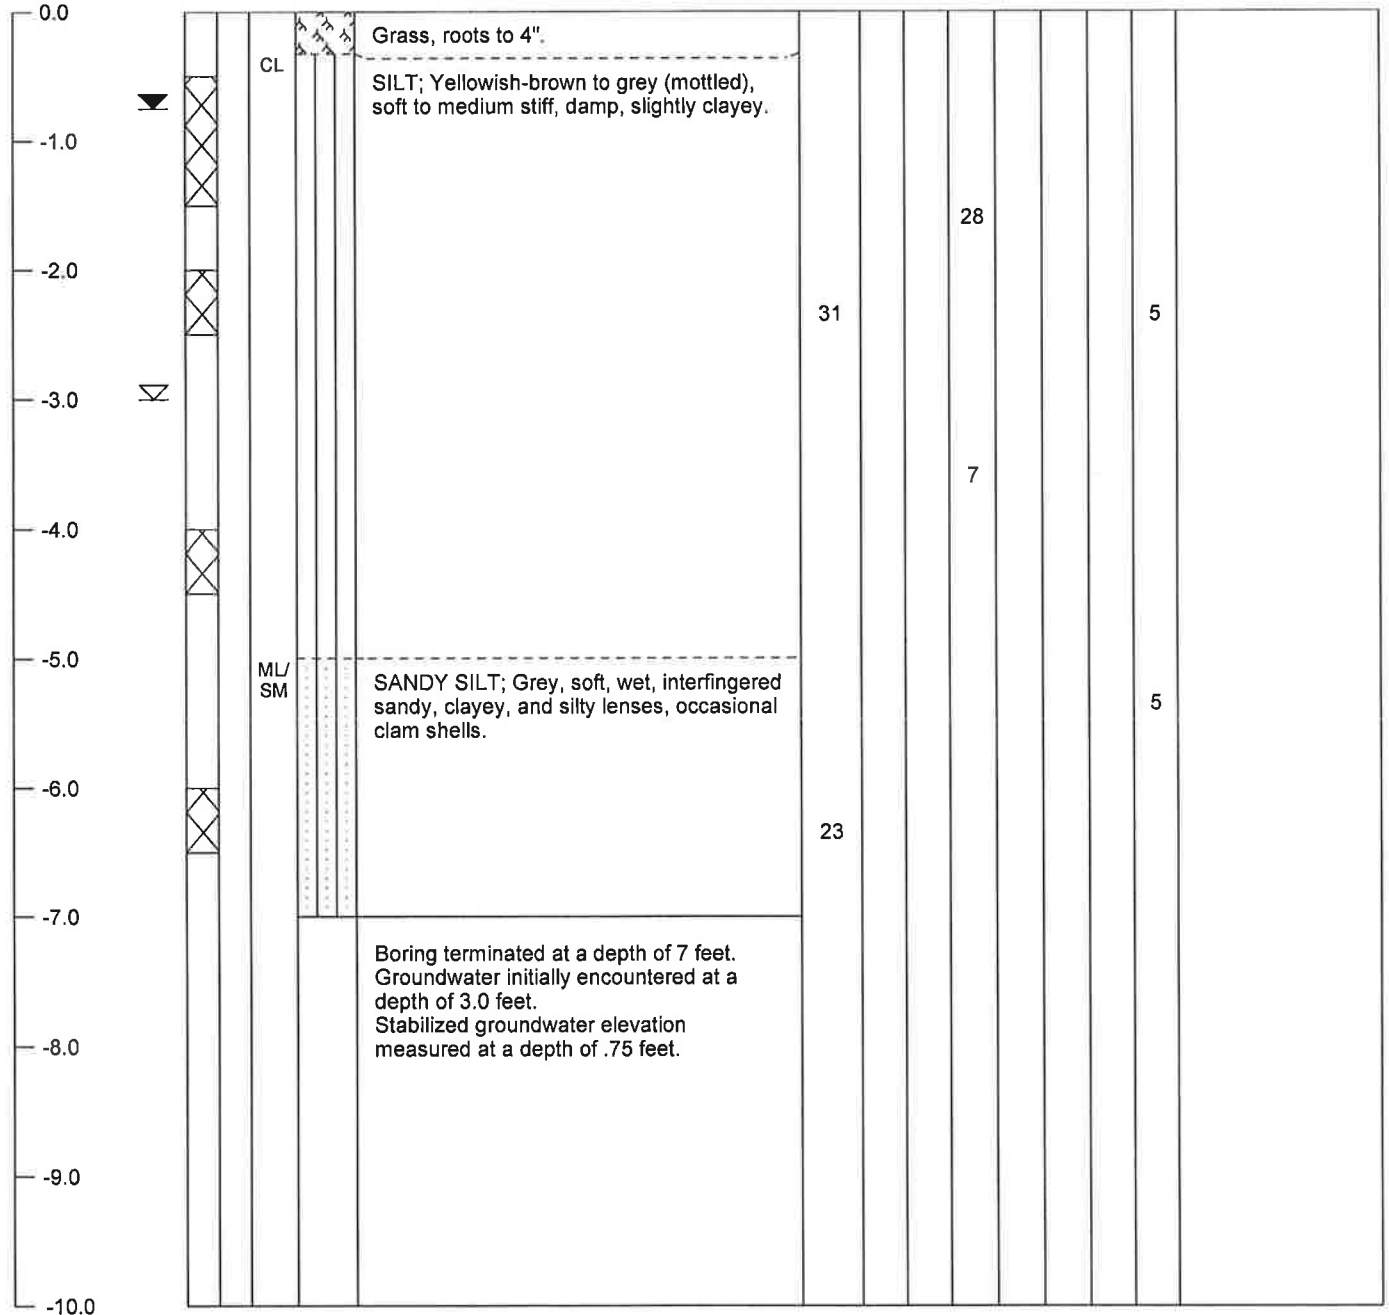 0.0
Grass, roots to 4".
CL
SILT; Yellowish-brown to grey (mottled),
soft to medium stiff, damp, slightly clayey.
-1.0
28
-2.0
31
5
-3.0
7
-4.0
-5.0
ML/
SM
SANDY SILT; Grey, soft, wet, interfingered
sandy, clayey, and silty lenses, occasional
clam shells.
5
-6.0
23
-7.0
Boring terminated at a depth of 7 feet.
Groundwater initially encountered at a
depth of 3.0 feet.
Stabilized groundwater elevation
measured at a depth of .75 feet.
-8.0
-9.0
-10.0